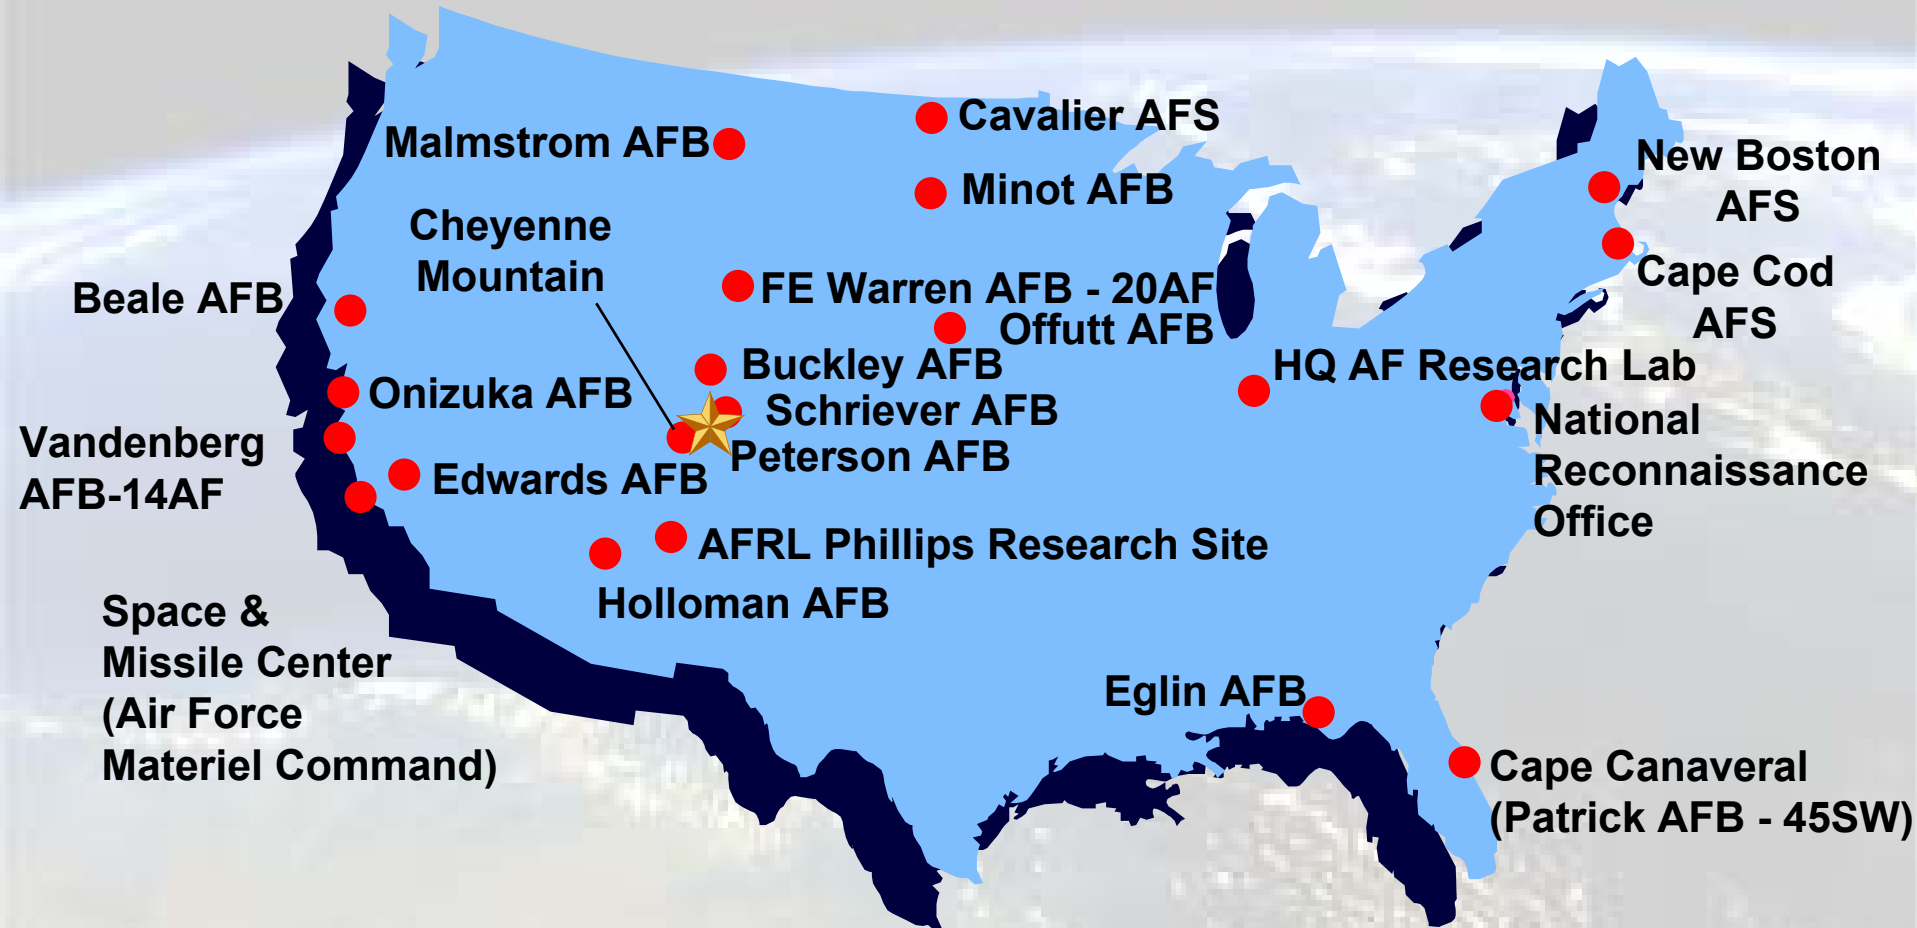 Cavalier AFS
Malmstrom AFB
New Boston
AFS
Minot AFB
Cheyenne
Mountain
Cape Cod
AFS
Beale AFB
FE Warren AFB - 20AF
Offutt AFB
Buckley AFB
HQ AF Research Lab
Onizuka AFB
Schriever AFB
National
Reconnaissance
Office
Vandenberg
AFB-14AF
Peterson AFB
Edwards AFB
AFRL Phillips Research Site
Holloman AFB
Space &
Missile Center
(Air Force
Materiel Command)
Eglin AFB
Cape Canaveral
(Patrick AFB - 45SW)